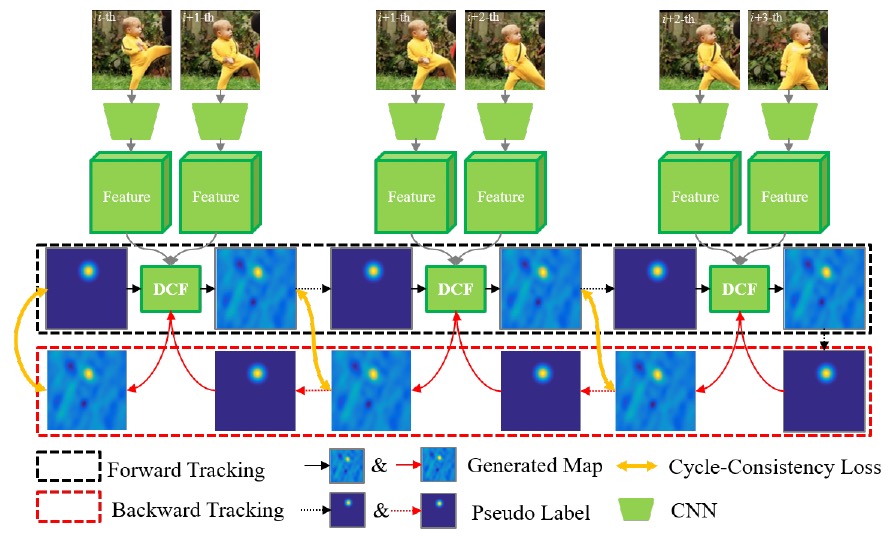 i-th
i+1-th
i+1-th
i+2-th
i+2-th
i+3-th
Feature
Feature
Feature
Feature
Feature
Feature
DCF
DCF
DCF
Forward Tracking
&
Generated Map
Cycle-Consistency Loss
Backward Tracking
&
Pseudo Label
CNN